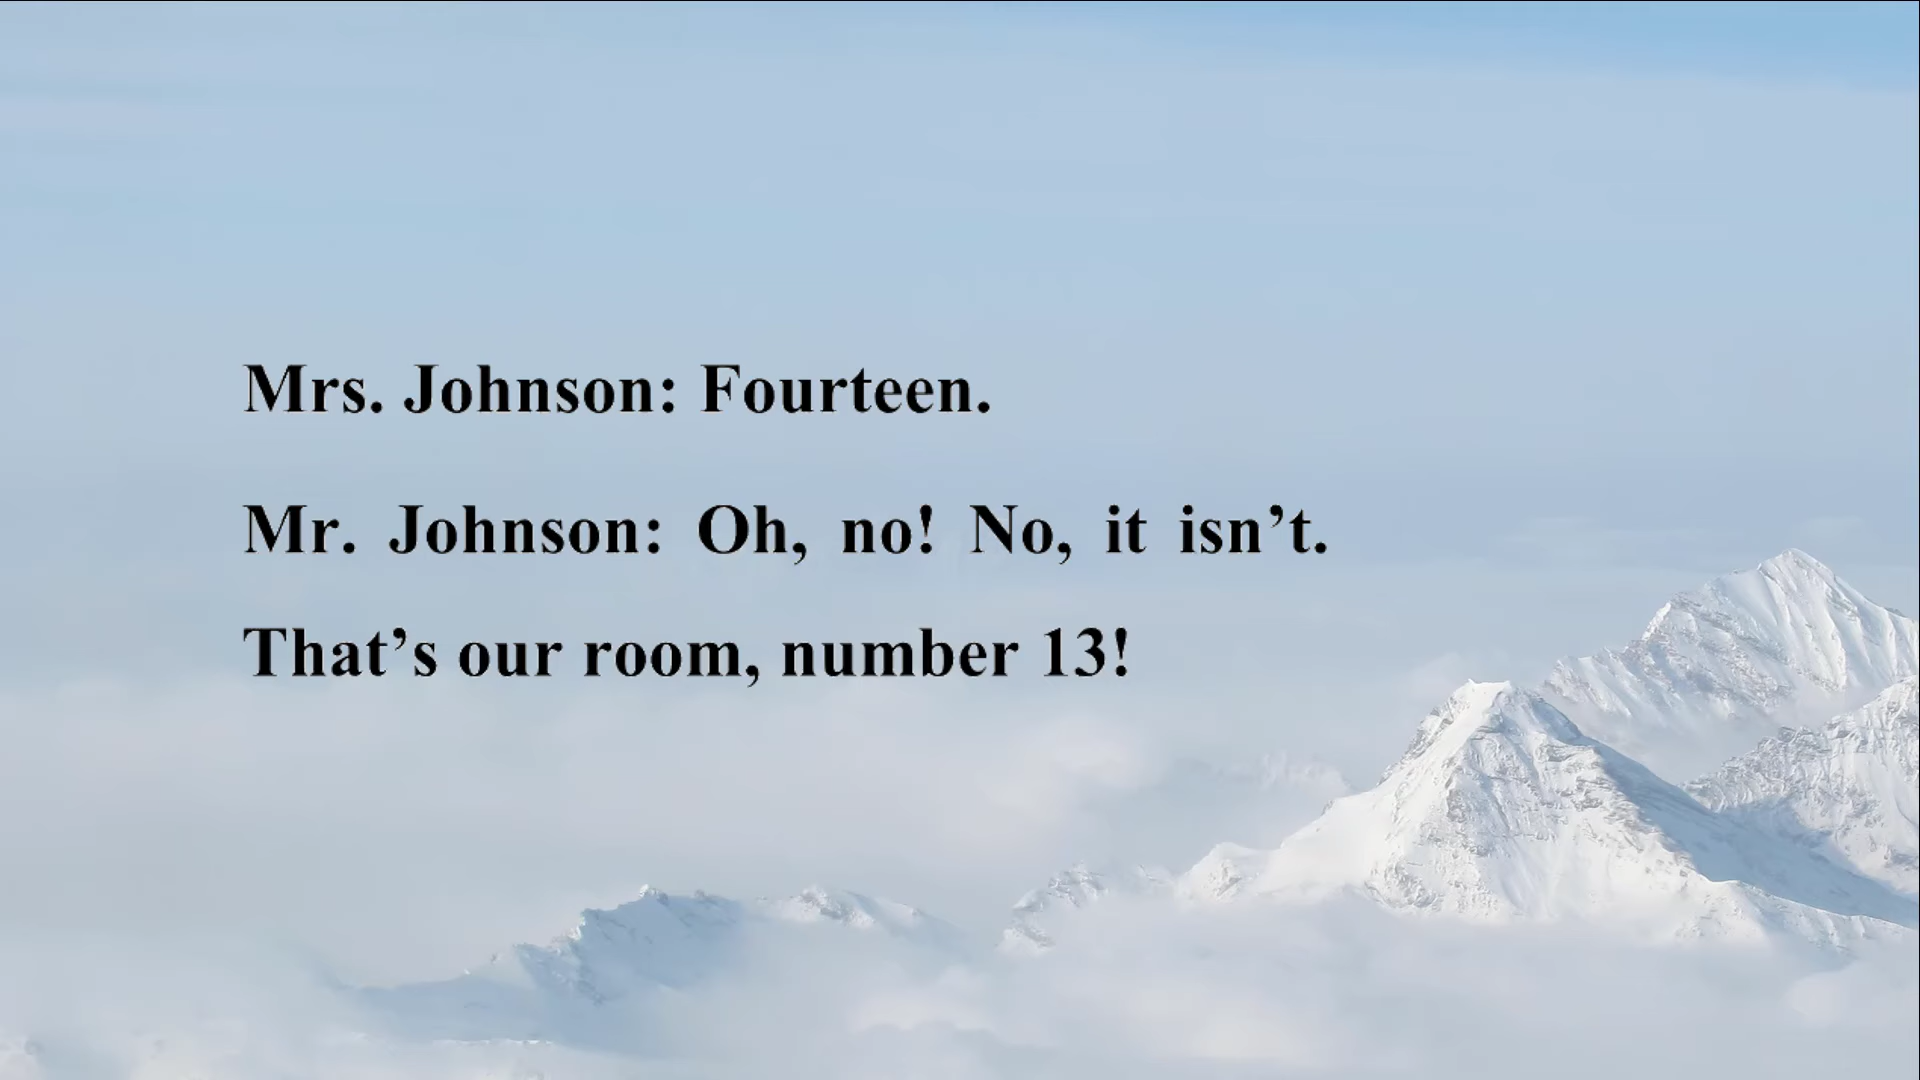 Mrs. Johnson: Fourteen.
Mr. Johnson: Oh, no! No, it isn’t.
That’s our room, number 13!